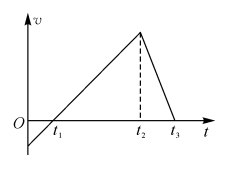 v
O t₁ t₂ t₃ t